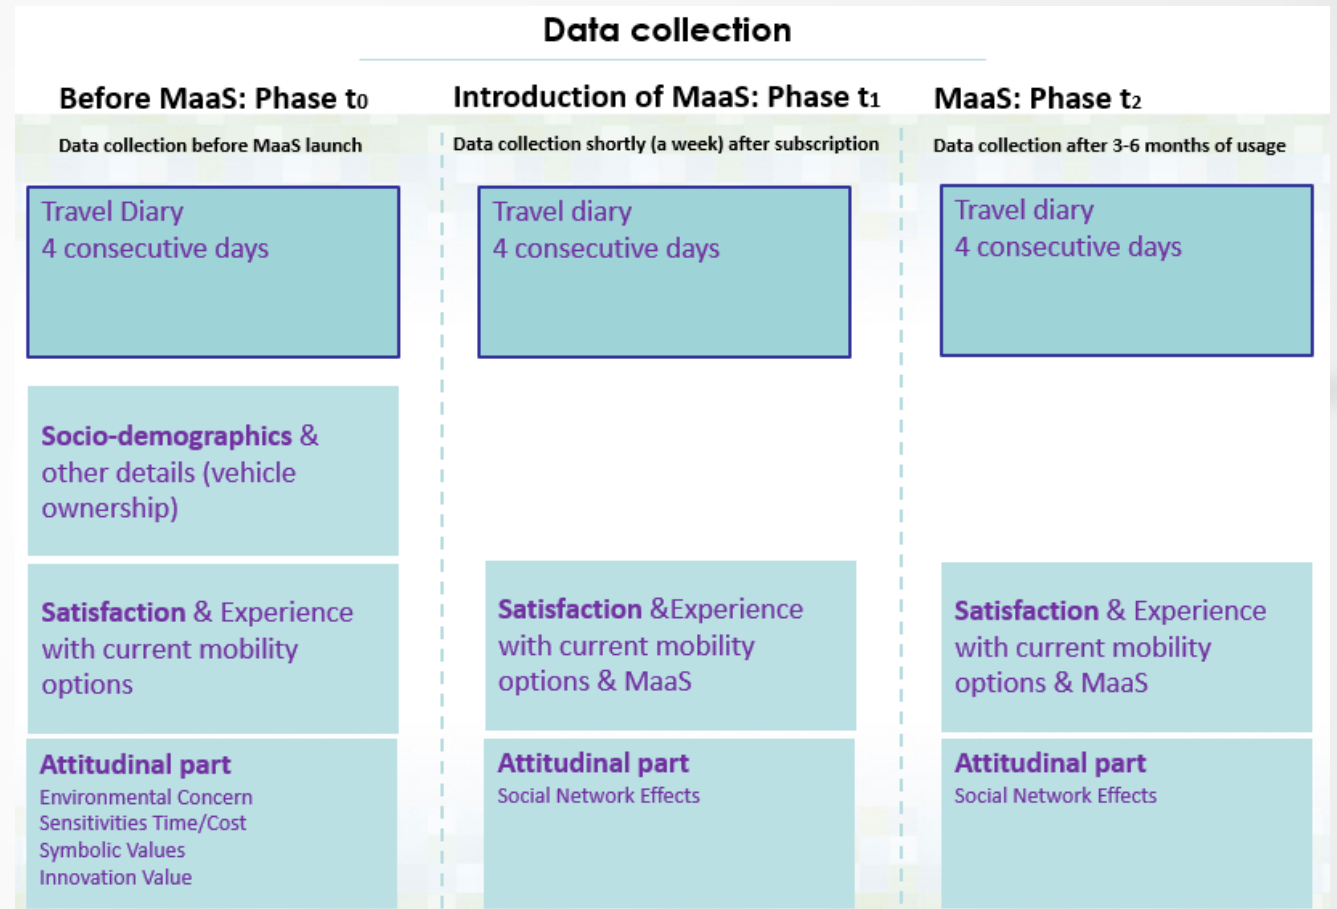 Data collection
Before MaaS: Phase t0
Data collection before MaaS launch
Travel Diary
4 consecutive days
Socio-demographics &
other details (vehicle
ownership)
Satisfaction & Experience
with current mobility
options
Attitudinal part
Environmental Concern
Sensitivities Time/Cost
Symbolic Values
Innovation Value
Introduction of MaaS: Phase t1
Data collection shortly (a week) after subscription
Travel diary
4 consecutive days
Satisfaction &Experience
with current mobility
options & MaaS
Attitudinal part
Social Network Effects
MaaS: Phase t2
Data collection after 3-6 months of usage
Travel diary
4 consecutive days
Satisfaction & Experience
with current mobility
options & MaaS
Attitudinal part
Social Network Effects